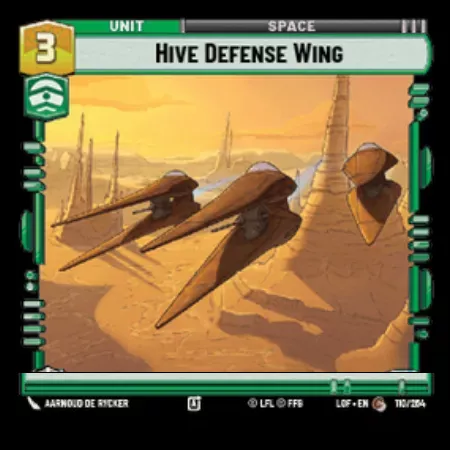 UNIT SPACE
3 HIVE DEFENSE WING
AARNOUD DE RYCKER © LFL © FFG LOF • EN 110/264